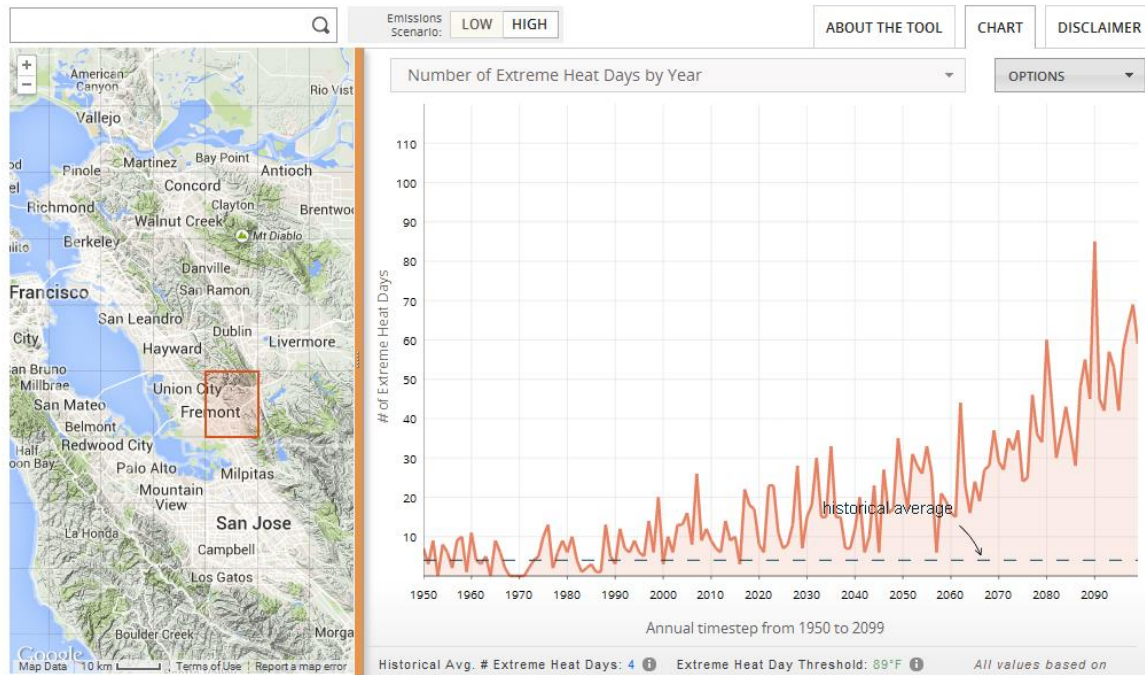 Emissions
Scenario:
LOW
HIGH
ABOUT THE TOOL
CHART
DISCLAIMER
+
−
American
Canyon
Rio Vist
Vallejo
Martinez
Bay Point
Antioch
Pinole
Concord
Clayton
Richmond
Walnut Creek
Brentwoo
Mt Diablo
Berkeley
Danville
Francisco
San Ramon
San Leandro
Dublin
City
Hayward
Livermore
an Bruno
Millbrae
Union City
San Mateo
Fremont
Belmont
Redwood City
Half
oon Bay
Palo Alto
Milpitas
Mountain
View
La Honda
San Jose
Campbell
Los Gatos
Boulder Creek
Morga
Google
Map Data
10 km
Terms of Use
Report a map error
Number of Extreme Heat Days by Year
OPTIONS
# of Extreme Heat Days
110
100
90
80
70
60
50
40
30
20
10
historical average
1950 1960 1970 1980 1990 2000 2010 2020 2030 2040 2050 2060 2070 2080 2090
Annual timestep from 1950 to 2099
Historical Avg. # Extreme Heat Days: 4
Extreme Heat Day Threshold: 89°F
All values based on